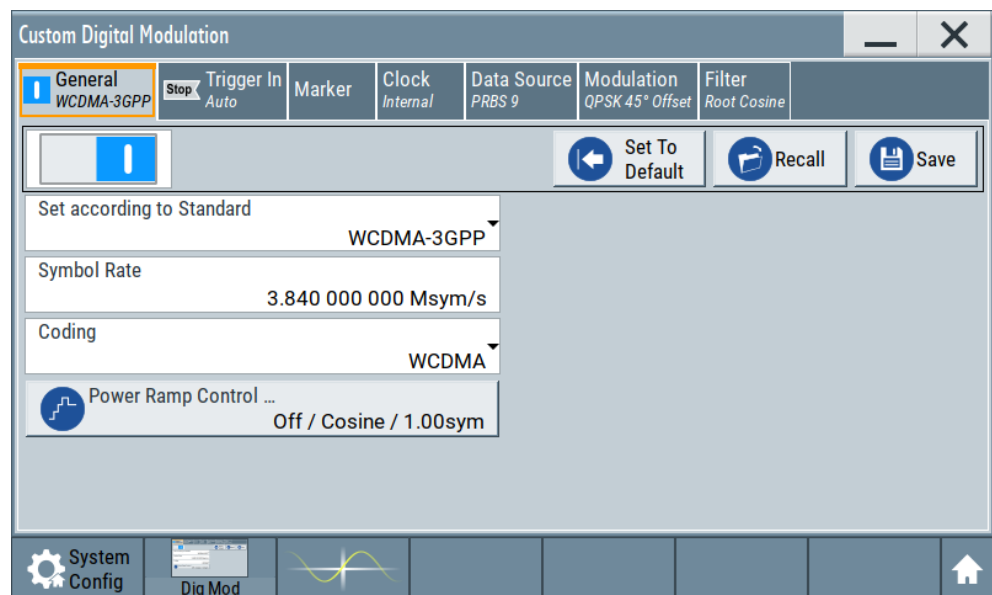 Custom Digital Modulation
General
WCDMA-3GPP
Stop
Trigger In
Auto
Marker
Clock
Internal
Data Source
PRBS 9
Modulation
QPSK 45° Offset
Filter
Root Cosine
Set To
Default
Recall
Save
Set according to Standard
WCDMA-3GPP
Symbol Rate
3.840 000 000 Msym/s
Coding
WCDMA
Power Ramp Control ...
Off / Cosine / 1.00sym
System
Config
Dig Mod